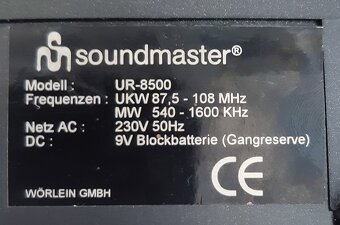 soundmaster®
Modell : UR-8500
Frequenzen : UKW 87,5 - 108 MHz
MW 540 - 1600 KHz
Netz AC : 230V 50Hz
DC : 9V Blockbatterie (Gangreserve)
WÖRLEIN GMBH CE